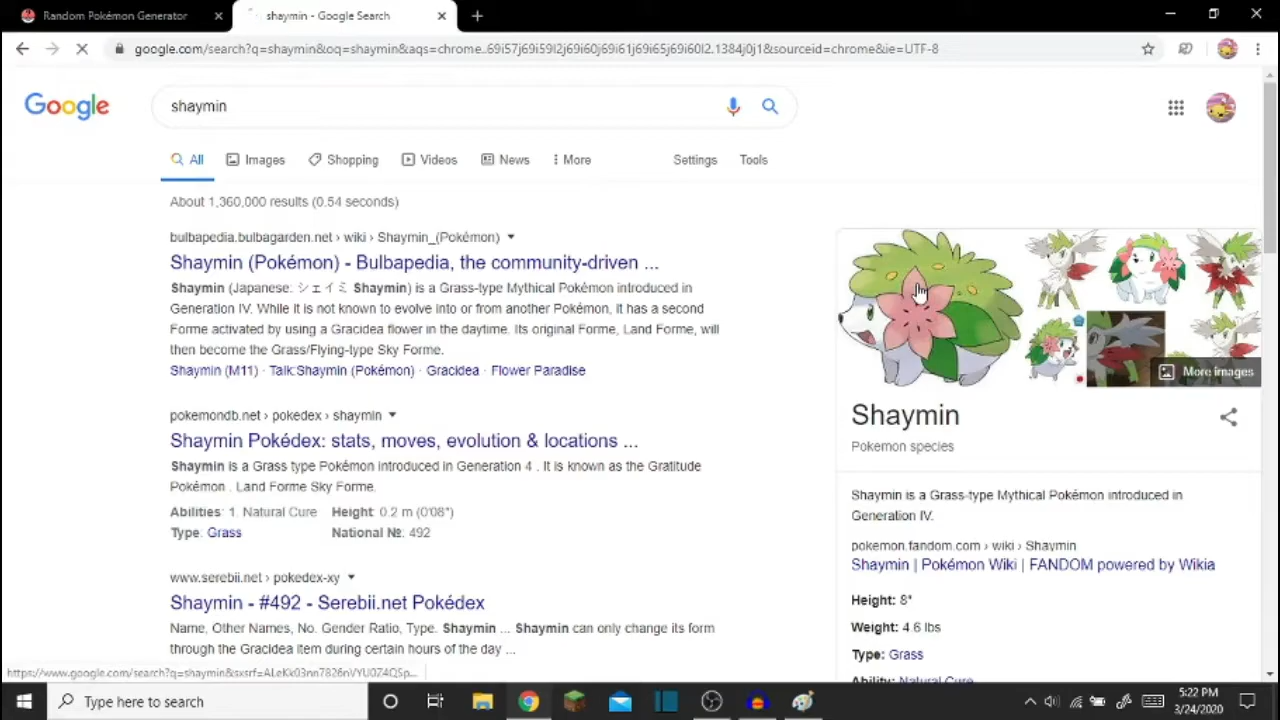 Random Pokémon Generator
shaymin - Google Search
google.com/search?q=shaymin&oq=shaymin&aqs=chrome..69i57j69i59l2j69i60j69i61j69i65j69i60l2.1384j0j1&sourceid=chrome&ie=UTF-8
Google
shaymin
All Images Shopping Videos News More Settings Tools
About 1,360,000 results (0.54 seconds)
bulbapedia.bulbagarden.net › wiki › Shaymin_(Pokémon)
Shaymin (Pokémon) - Bulbapedia, the community-driven ...
Shaymin (Japanese: シェイミ Shaymin) is a Grass-type Mythical Pokémon introduced in
Generation IV. While it is not known to evolve into or from another Pokémon, it has a second
Forme activated by using a Gracidea flower in the daytime. Its original Forme, Land Forme, will
then become the Grass/Flying-type Sky Forme.
Shaymin (M11) · Talk:Shaymin (Pokémon) · Gracidea · Flower Paradise
pokemondb.net › pokedex › shaymin
Shaymin Pokédex: stats, moves, evolution & locations ...
Shaymin is a Grass type Pokémon introduced in Generation 4 . It is known as the Gratitude
Pokémon . Land Forme Sky Forme.
Abilities: 1. Natural Cure Height: 0.2 m (0'08")
Type: Grass National №: 492
www.serebii.net › pokedex-xy
Shaymin - #492 - Serebii.net Pokédex
Name, Other Names, No. Gender Ratio, Type. Shaymin ... Shaymin can only change its form
through the Gracidea item during certain hours of the day ...
More images
Shaymin
Pokemon species
Shaymin is a Grass-type Mythical Pokémon introduced in
Generation IV.
pokemon.fandom.com › wiki › Shaymin
Shaymin | Pokémon Wiki | FANDOM powered by Wikia
Height: 8"
Weight: 4.6 lbs
Type: Grass
Ability: Natural Cure
Type here to search
5:22 PM
3/24/2020